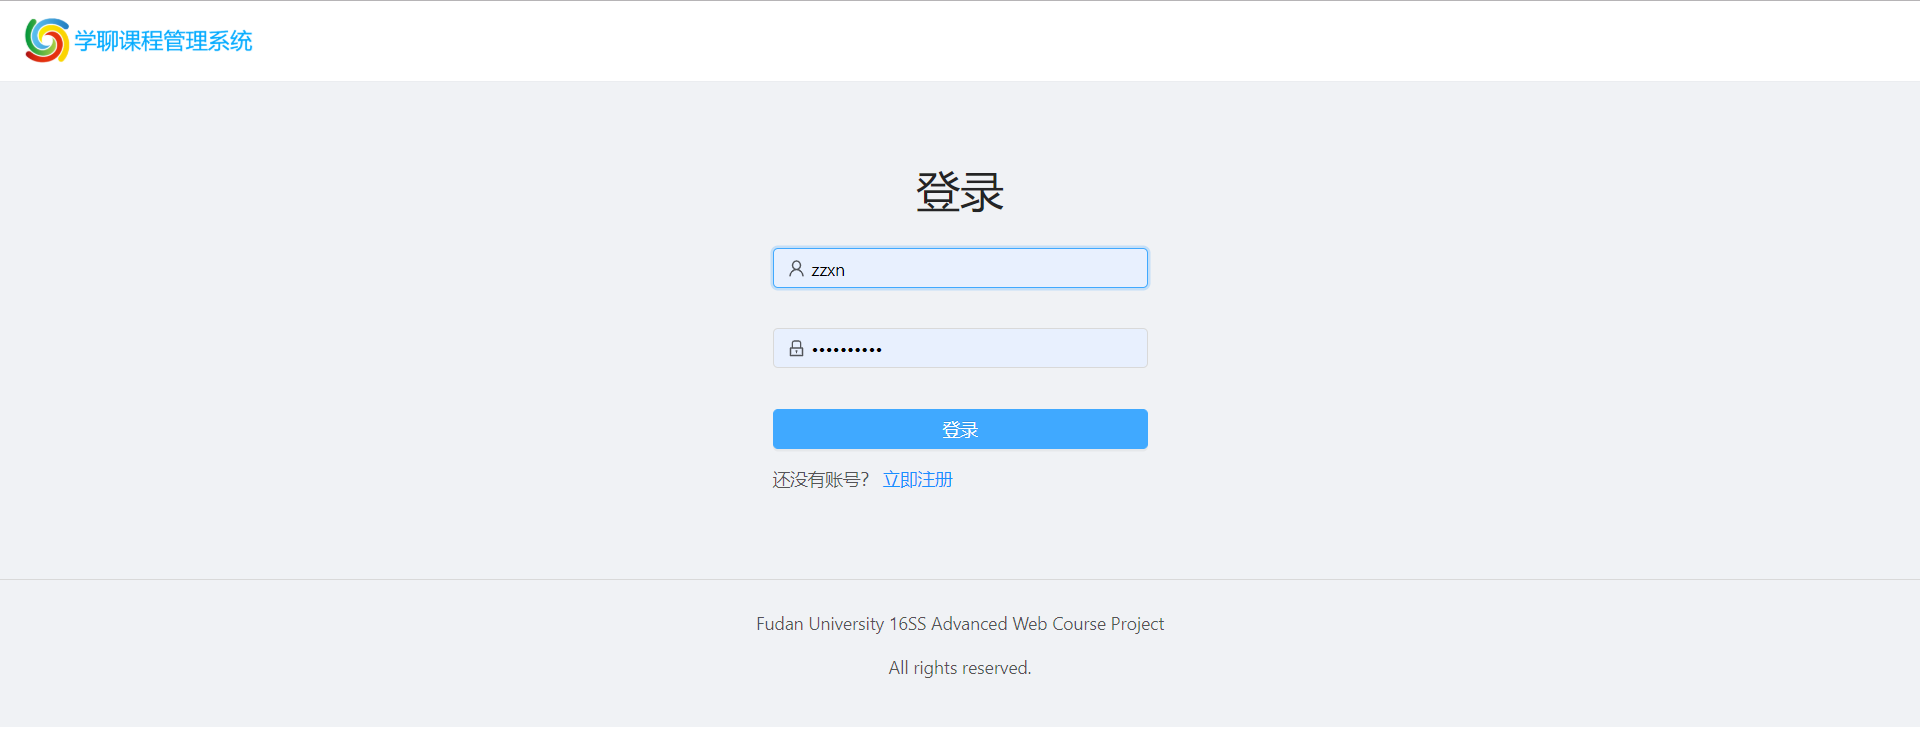 学聊课程管理系统
登录
zzxn
••••••••••
登录
还没有账号？ 立即注册
Fudan University 16SS Advanced Web Course Project
All rights reserved.